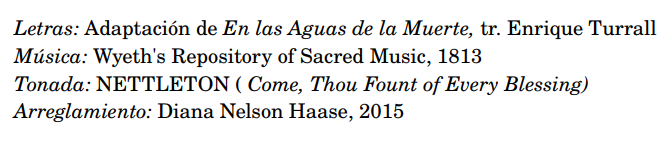 Letras: Adaptación de En las Aguas de la Muerte, tr. Enrique Turrall
Música: Wyeth's Repository of Sacred Music, 1813
Tonada: NETTLETON ( Come, Thou Fount of Every Blessing)
Arreglamiento: Diana Nelson Haase, 2015